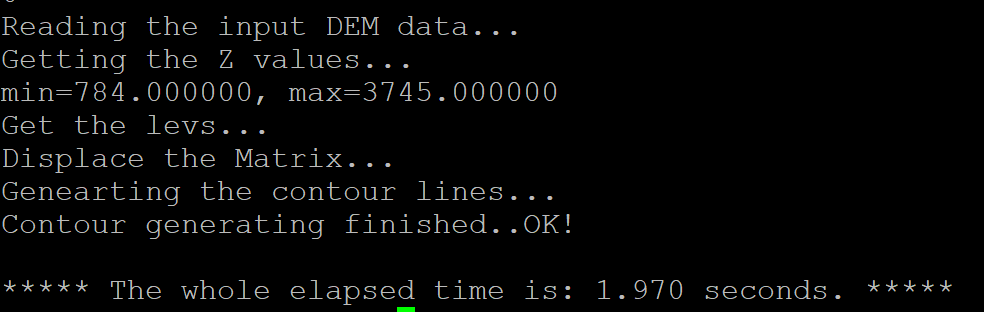 Reading the input DEM data...
Getting the Z values...
min=784.000000, max=3745.000000
Get the levs...
Displace the Matrix...
Genearting the contour lines...
Contour generating finished..OK!
***** The whole elapsed time is: 1.970 seconds. *****